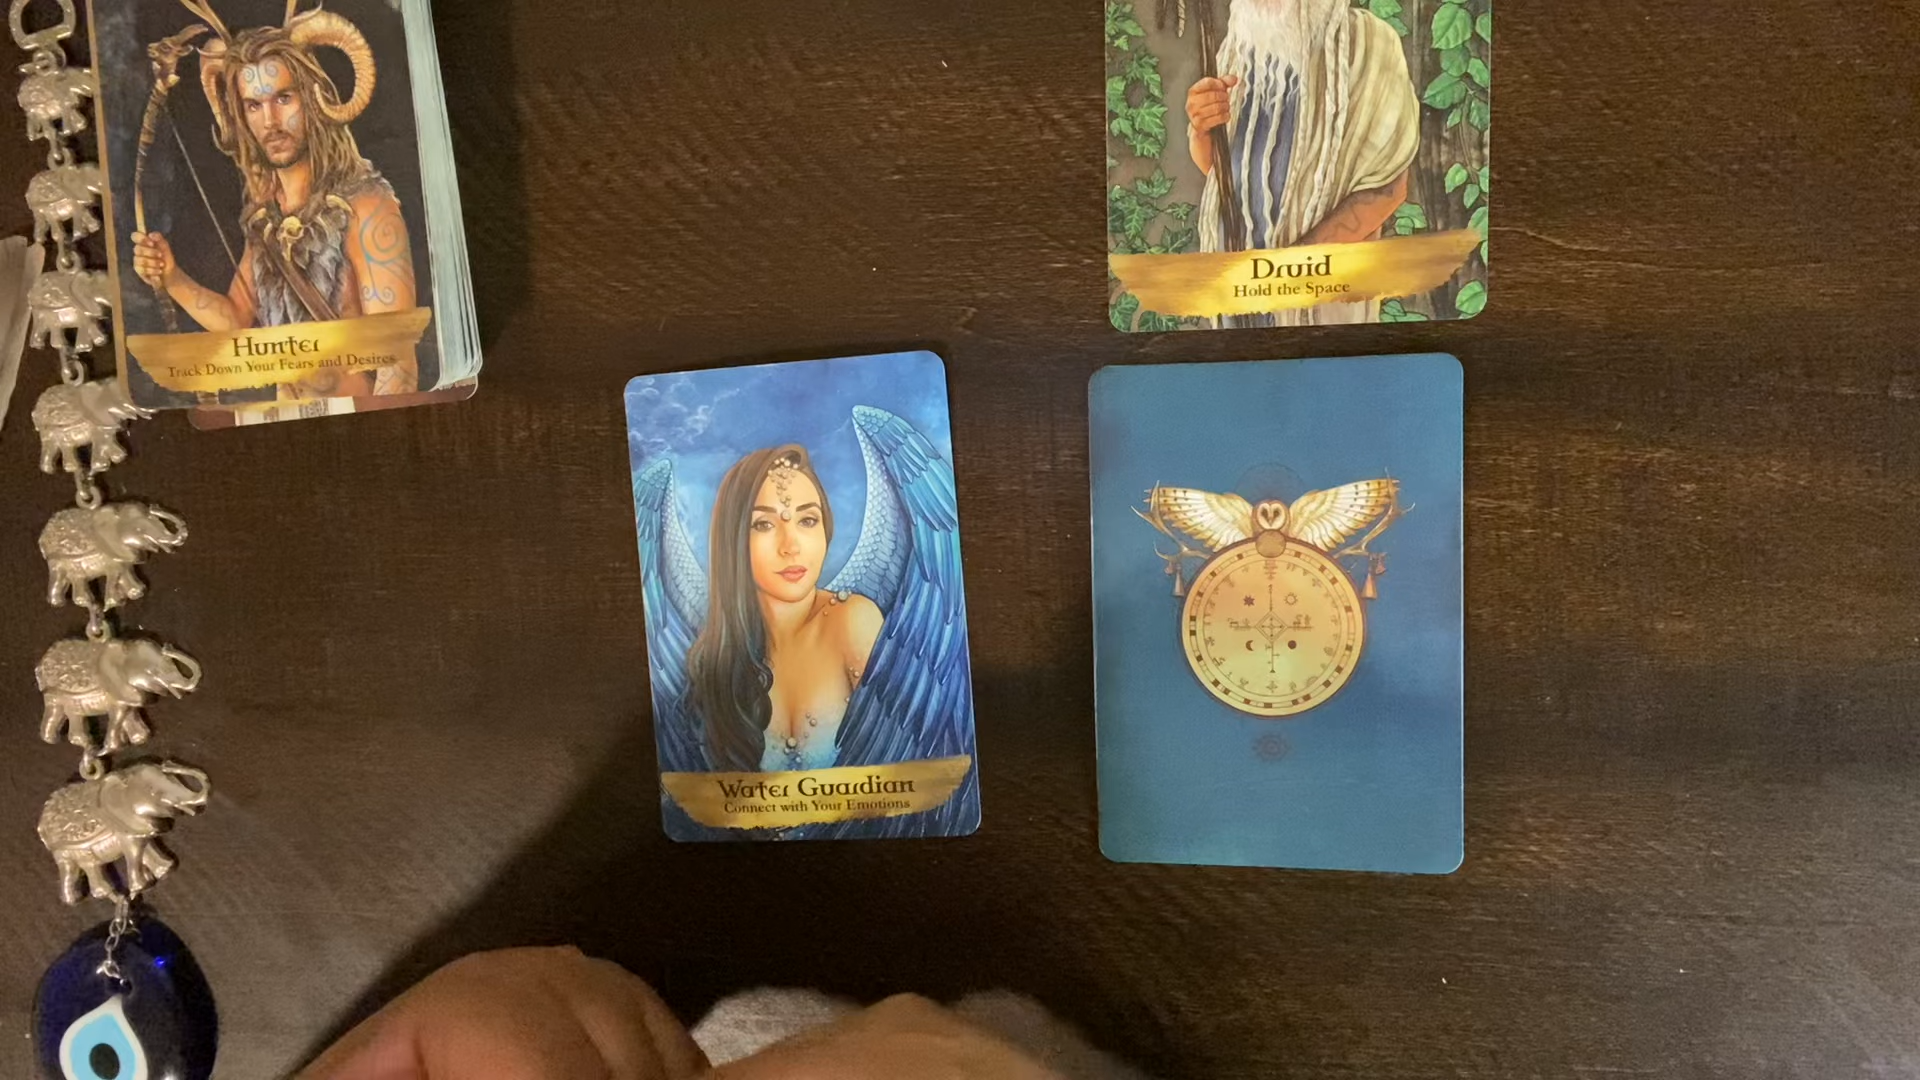 Hunter
Track Down Your Fears and Desires
Druid
Hold the Space
Water Guardian
Connect with Your Emotions